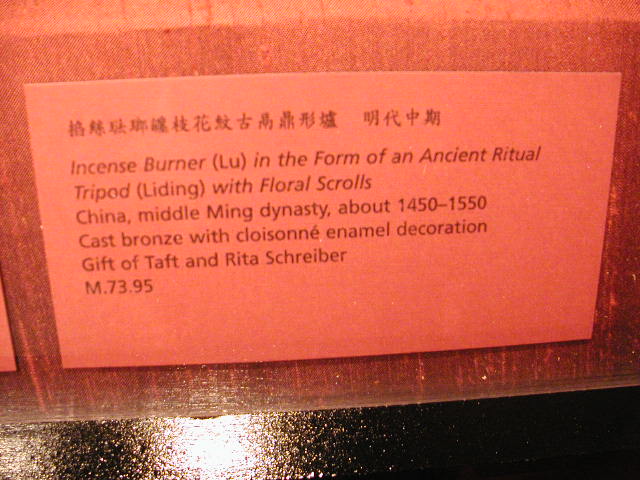 掐絲琺瑯纏枝花紋古鬲鼎形爐 明代中期
Incense Burner (Lu) in the Form of an Ancient Ritual
Tripod (Liding) with Floral Scrolls
China, middle Ming dynasty, about 1450–1550
Cast bronze with cloisonné enamel decoration
Gift of Taft and Rita Schreiber
M.73.95